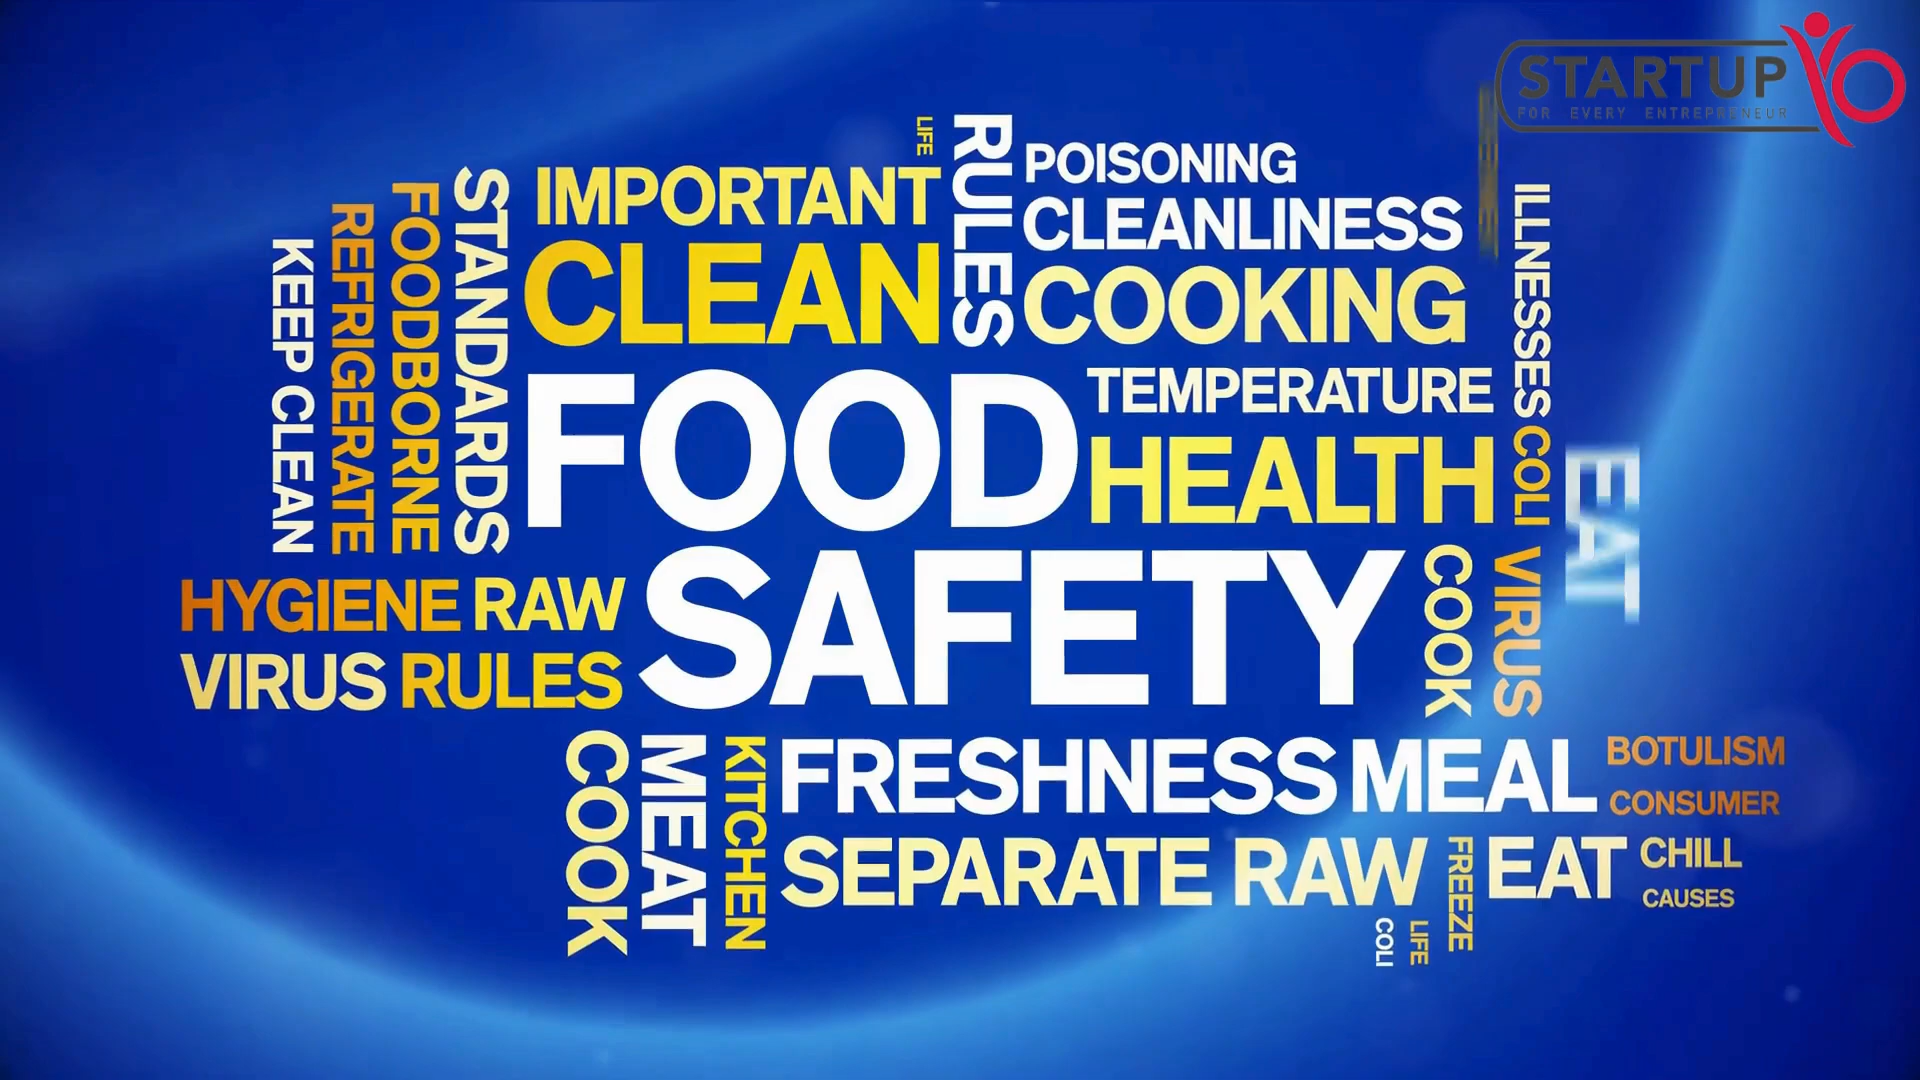 STARTUP YO
FOR EVERY ENTREPRENEUR
LIFE
RULES
POISONING
IMPORTANT
CLEANLINESS
CLEAN
COOKING
STANDARDS
FOODBORNE
REFRIGERATE
KEEP CLEAN
ILLNESSES
COLI
FOOD
TEMPERATURE
HEALTH
EAT
SAFETY
COOK
VIRUS
HYGIENE RAW
VIRUS RULES
COOK
MEAT
KITCHEN
FRESHNESS MEAL
BOTULISM
CONSUMER
SEPARATE RAW
FREEZE
EAT
CHILL
CAUSES
COLI
LIFE